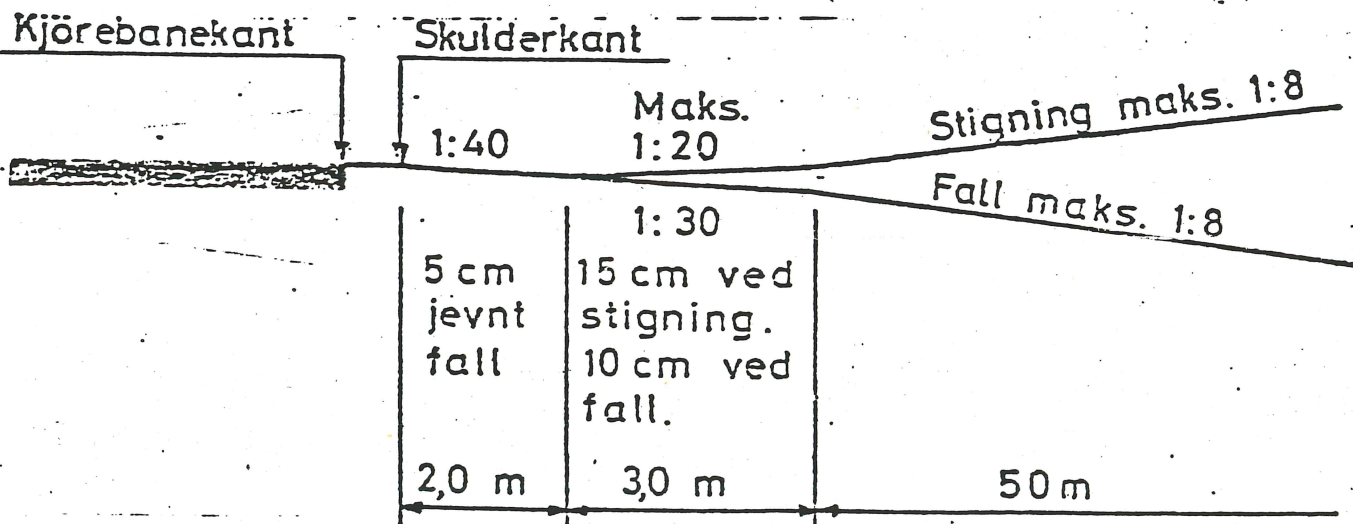 Kjörebanekant
Skulderkant
1:40
Maks.
1:20
Stigning maks. 1:8
Fall maks. 1:8
1:30
5 cm
jevnt
fall
15 cm ved
stigning.
10 cm ved
fall.
2,0 m
3,0 m
50 m